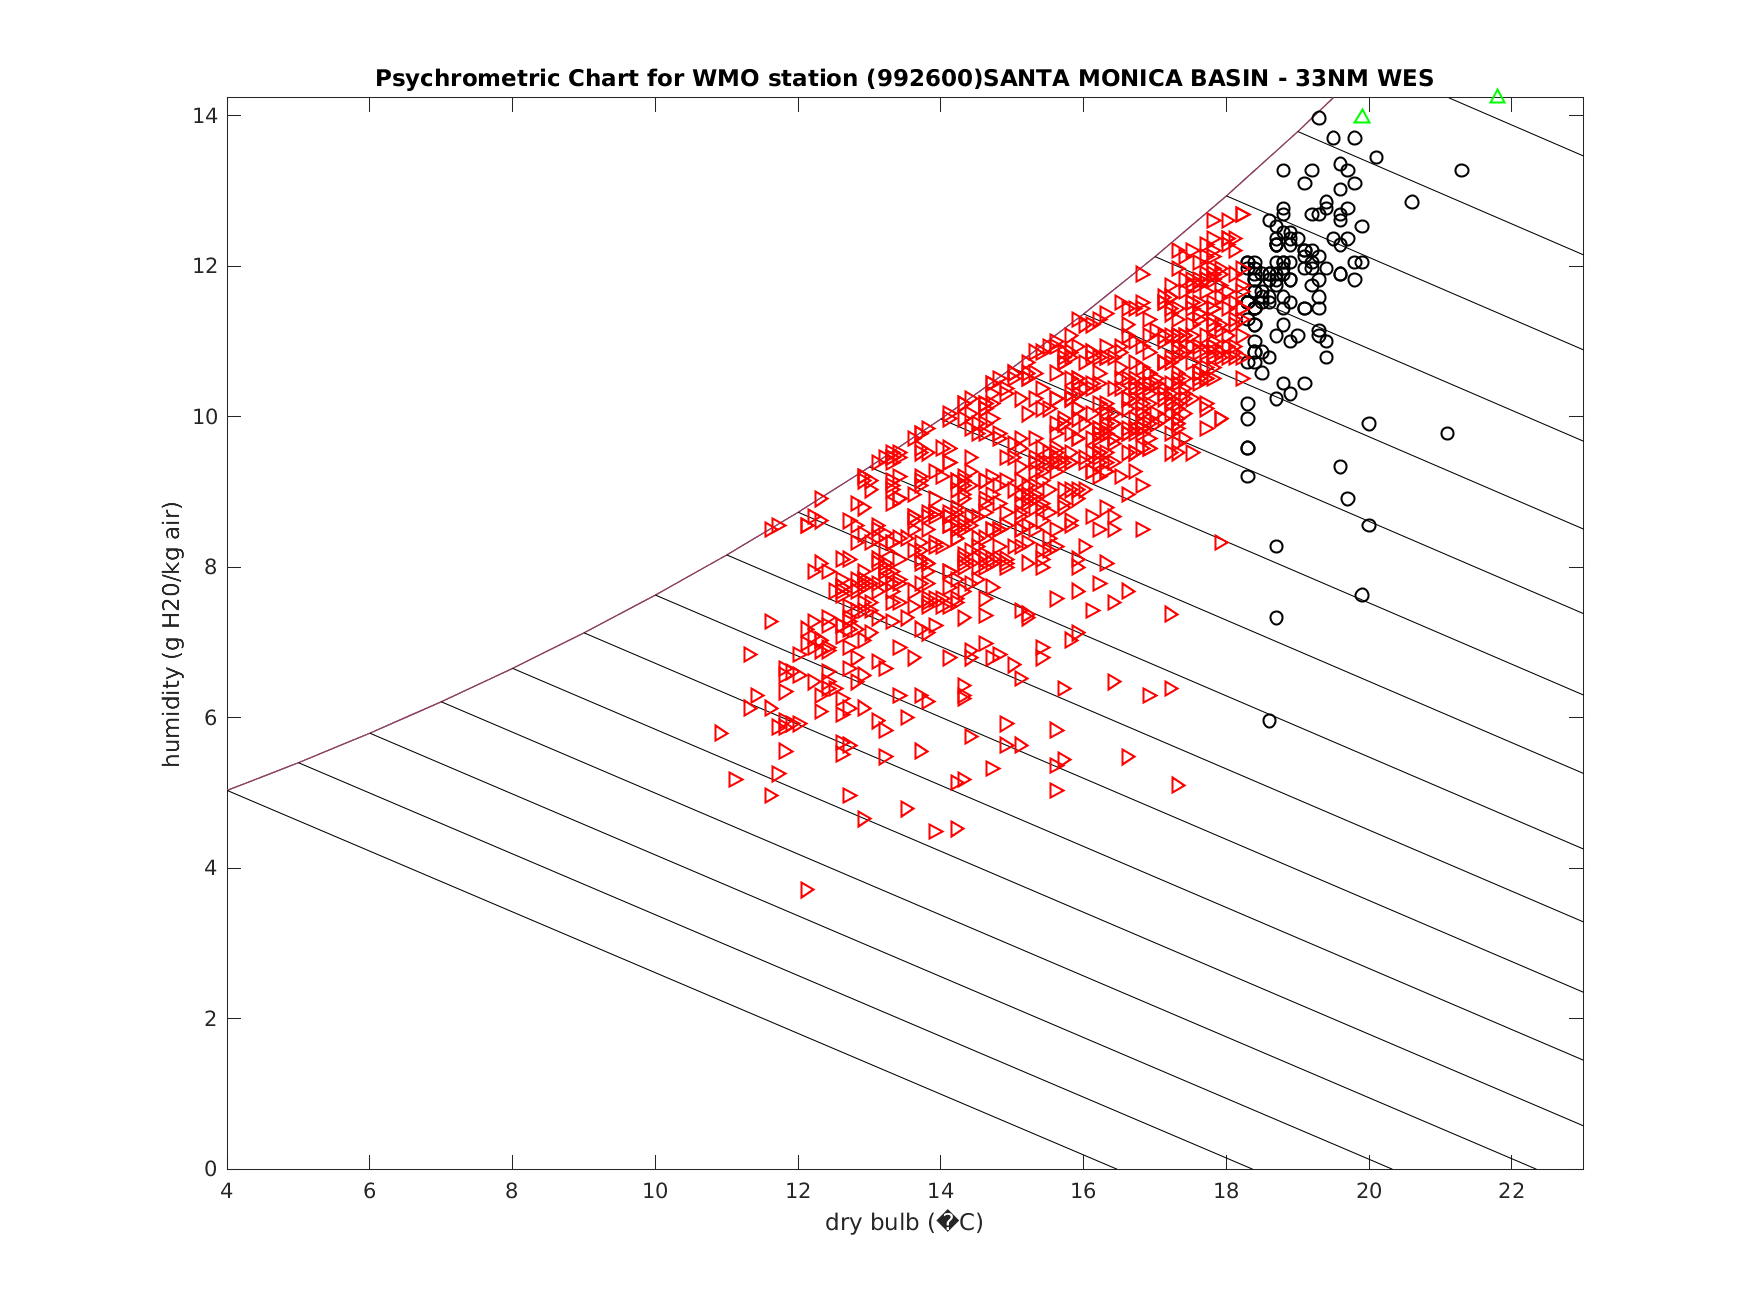 Psychrometric Chart for WMO station (992600)SANTA MONICA BASIN - 33NM WES
14
12
10
8
6
4
2
0
humidity (g H20/kg air)
4 6 8 10 12 14 16 18 20 22
dry bulb (�C)